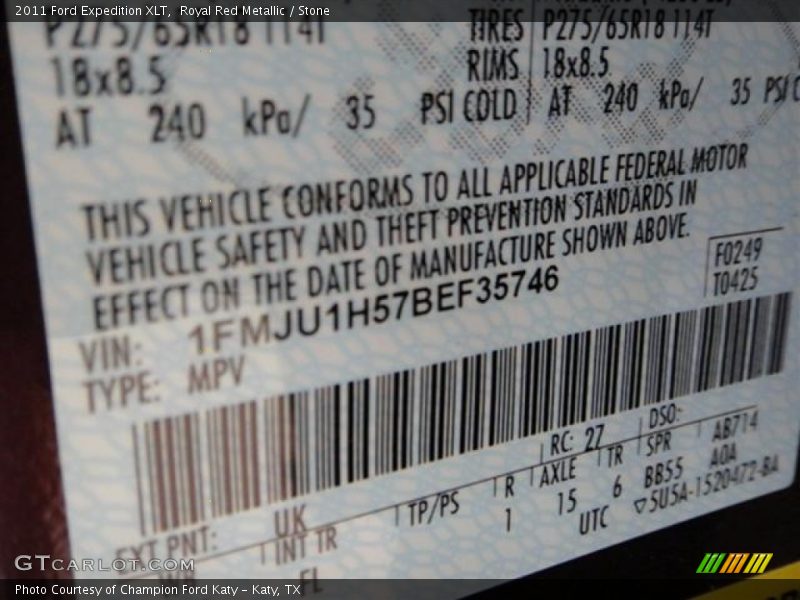 2011 Ford Expedition XLT, Royal Red Metallic / Stone
P275/65R18 114T TIRES P275/65R18 114T
18x8.5 RIMS 18x8.5
AT 240 kPa/ 35 PSI COLD AT 240 kPa/ 35 PSI
THIS VEHICLE CONFORMS TO ALL APPLICABLE FEDERAL MOTOR
VEHICLE SAFETY AND THEFT PREVENTION STANDARDS IN
EFFECT ON THE DATE OF MANUFACTURE SHOWN ABOVE.
F0249
T0425
VIN: 1FMJU1H57BEF35746
TYPE: MPV
RC: 27 DSO:
EXT PNT: UK TP/PS R AXLE TR SPR AB714
INT TR 1 15 6 BB55 AOA
FL UTC ▽5U5A-1520472-BA
GTCARLOT.COM
Photo Courtesy of Champion Ford Katy – Katy, TX